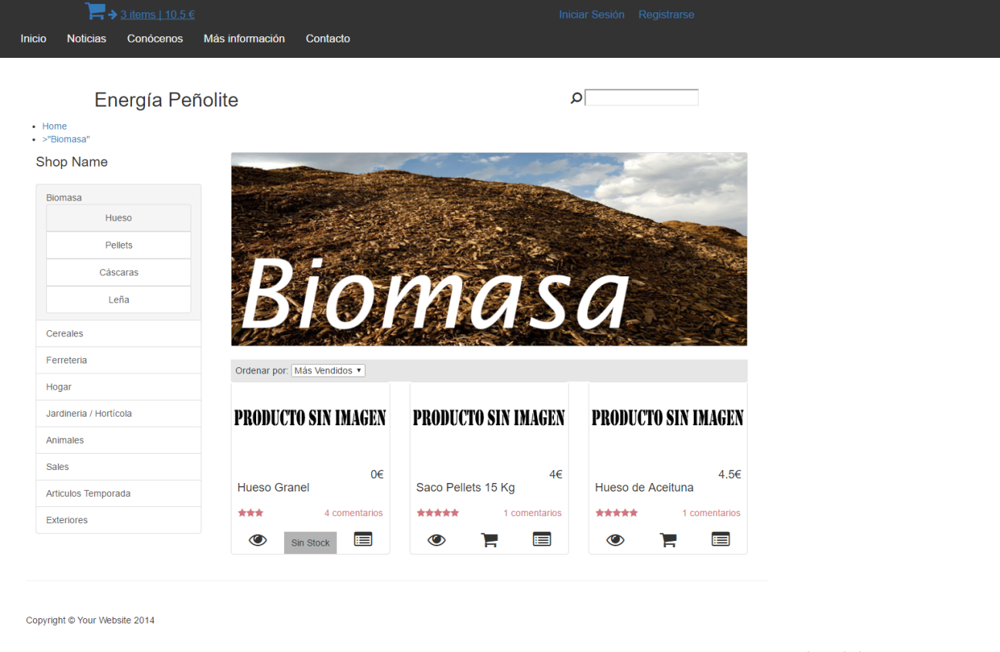 3 items | 10.5 €
Iniciar Sesión Registrarse
Inicio Noticias Conócenos Más información Contacto
Energía Peñolite
Home
>"Biomasa"
Shop Name
Biomasa
Hueso
Pellets
Cáscaras
Leña
Cereales
Ferreteria
Hogar
Jardineria / Hortícola
Animales
Sales
Articulos Temporada
Exteriores
Biomasa
Ordenar por: Más Vendidos
PRODUCTO SIN IMAGEN
0€
Hueso Granel
4 comentarios
Sin Stock
PRODUCTO SIN IMAGEN
4€
Saco Pellets 15 Kg
1 comentarios
PRODUCTO SIN IMAGEN
4.5€
Hueso de Aceituna
1 comentarios
Copyright © Your Website 2014